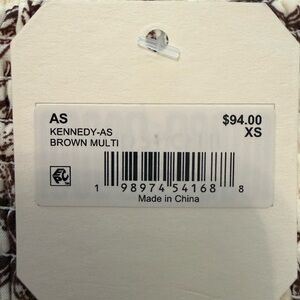 AS
$94.00
KENNEDY-AS
XS
BROWN MULTI
1 98974 54168 8
Made in China